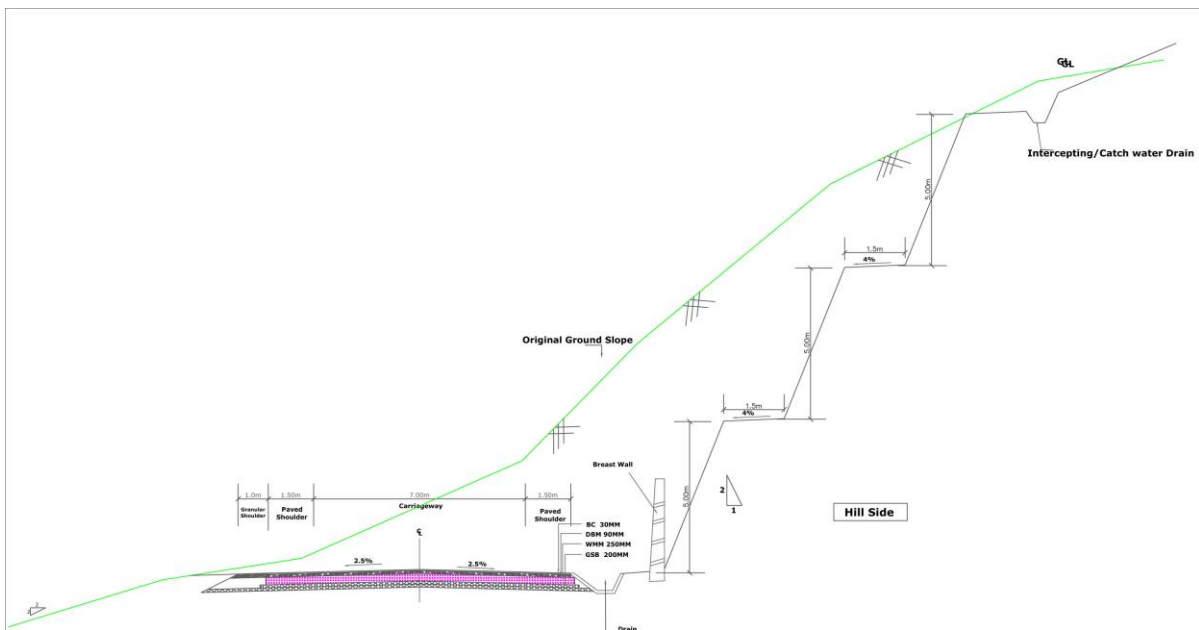 GL
GL
Intercepting/Catch water Drain
5.00m
1.5m
4%
5.00m
Original Ground Slope
1.5m
4%
Breast Wall
5.00m
2
1
Hill Side
1.0m
1.50m
7.00m
1.50m
Granular
Shoulder
Paved
Shoulder
Carriageway
Paved
Shoulder
BC 30MM
DBM 90MM
WMM 250MM
GSB 200MM
2.5%
2.5%
2
Drain